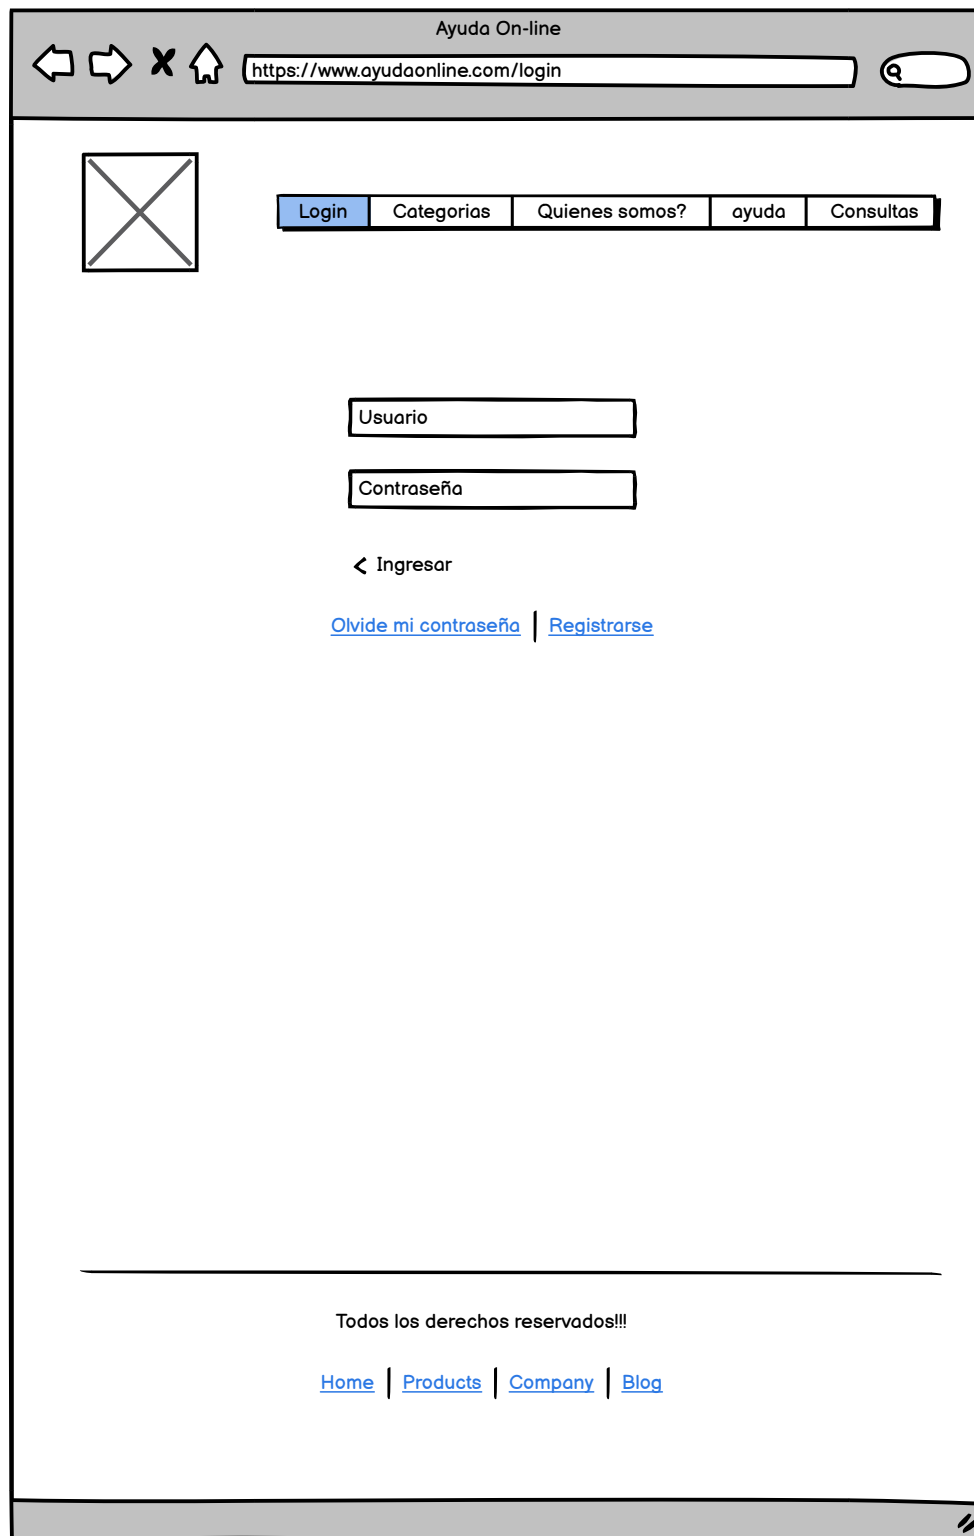 Ayuda On-line
https://www.ayudaonline.com/login
Login Categorias Quienes somos? ayuda Consultas
Usuario
Contraseña
Ingresar
Olvide mi contraseña Registrarse
Todos los derechos reservados!!!
Home Products Company Blog